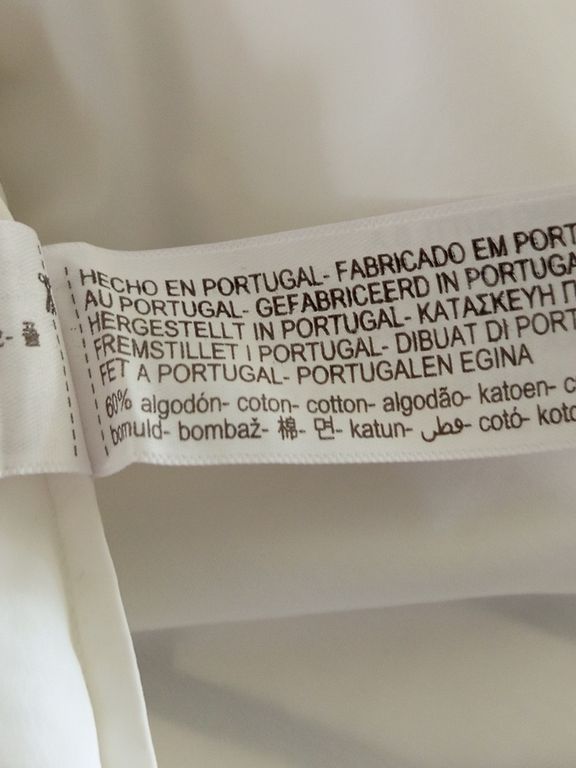 폴
HECHO EN PORTUGAL- FABRICADO EM PORT
AU PORTUGAL- GEFABRICEERD IN PORTUGA
HERGESTELLT IN PORTUGAL- ΚΑΤΑΣΚΕΥΗ Π
FREMSTILLET I PORTUGAL- DIBUAT DI PORT
FET A PORTUGAL- PORTUGALEN EGINA
60% algodón- coton- cotton- algodão- katoen- c
bomuld- bombaž- 棉- 면- katun- قطن- cotó- koto